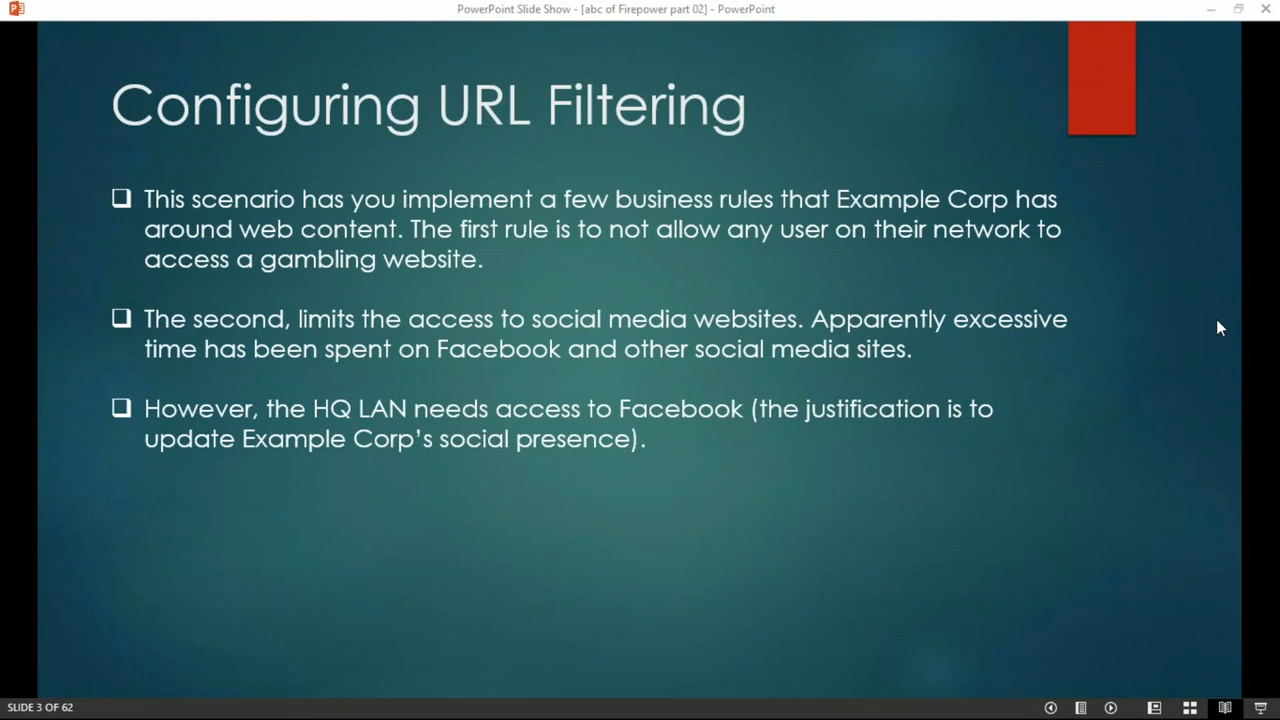 PowerPoint Slide Show - [abc of Firepower part 02] - PowerPoint
Configuring URL Filtering
This scenario has you implement a few business rules that Example Corp has
around web content. The first rule is to not allow any user on their network to
access a gambling website.
The second, limits the access to social media websites. Apparently excessive
time has been spent on Facebook and other social media sites.
However, the HQ LAN needs access to Facebook (the justification is to
update Example Corp's social presence).
SLIDE 3 OF 62